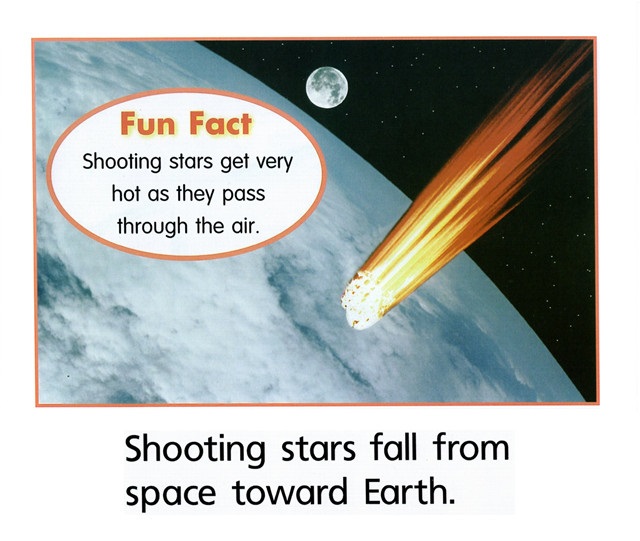 Fun Fact
Shooting stars get very
hot as they pass
through the air.
Shooting stars fall from
space toward Earth.